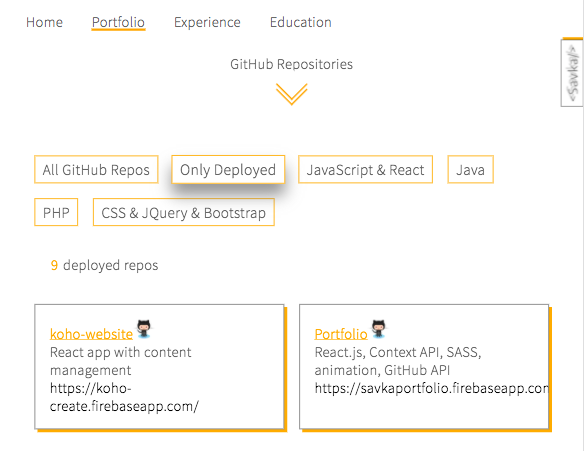 Home Portfolio Experience Education
GitHub Repositories
<Savka/>
All GitHub Repos Only Deployed JavaScript & React Java
PHP CSS & JQuery & Bootstrap
9 deployed repos
koho-website
React app with content
management
https://koho-
create.firebaseapp.com/
Portfolio
React.js, Context API, SASS,
animation, GitHub API
https://savkaportfolio.firebaseapp.com